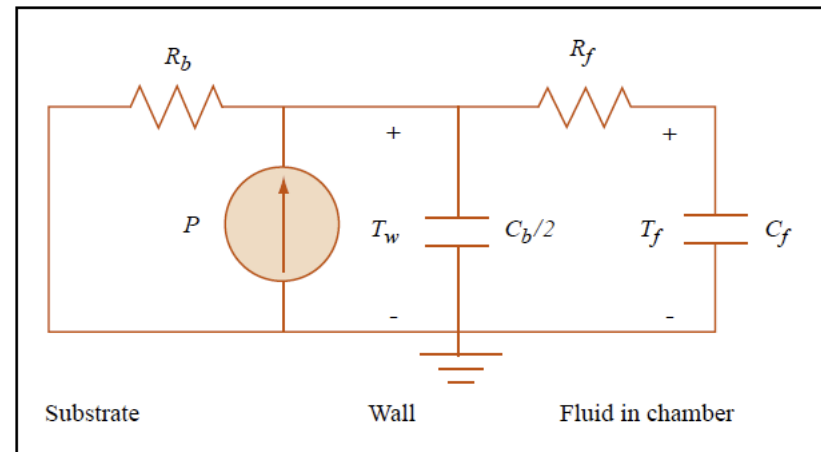 R_b
R_f
+ +
P T_w C_b/2 T_f C_f
- -
Substrate Wall Fluid in chamber